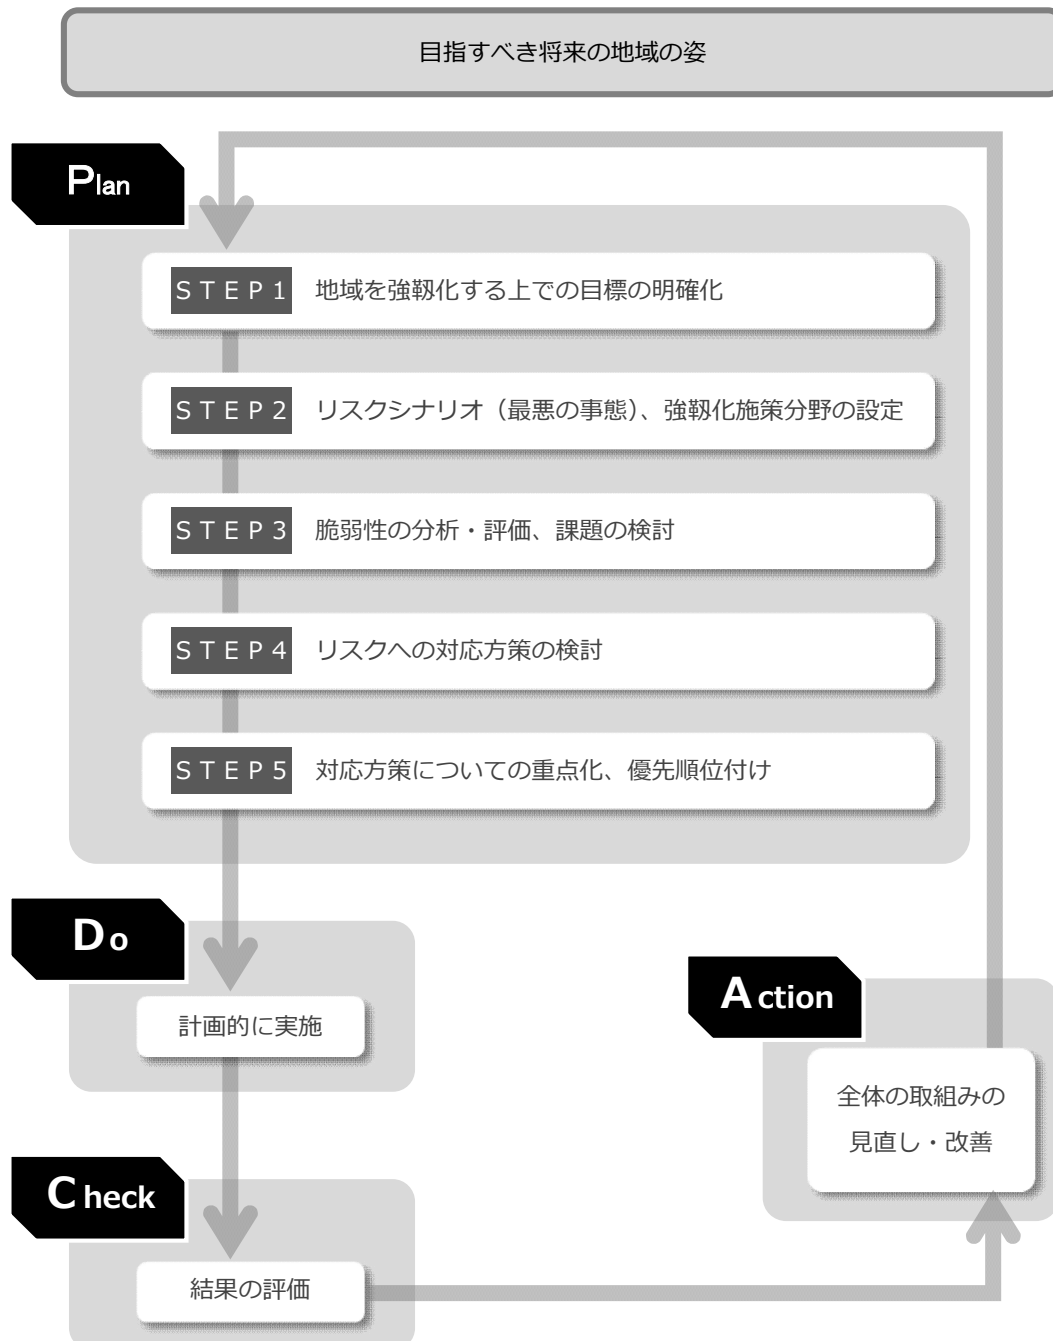 目指すべき将来の地域の姿
Plan
STEP1 地域を強靱化する上での目標の明確化
STEP2 リスクシナリオ（最悪の事態）、強靱化施策分野の設定
STEP3 脆弱性の分析・評価、課題の検討
STEP4 リスクへの対応方策の検討
STEP5 対応方策についての重点化、優先順位付け
Do
計画的に実施
Check
結果の評価
Action
全体の取組みの
見直し・改善